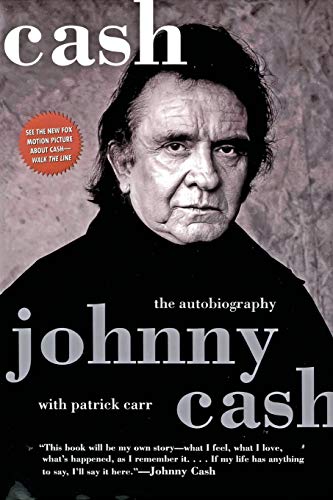 cash
SEE THE NEW FOX
MOTION PICTURE
ABOUT CASH—
WALK THE LINE
the autobiography
johnny
with patrick carr
cash
“This book will be my own story—what I feel, what I love,
what’s happened, as I remember it. . . . If my life has anything
to say, I’ll say it here.”—Johnny Cash